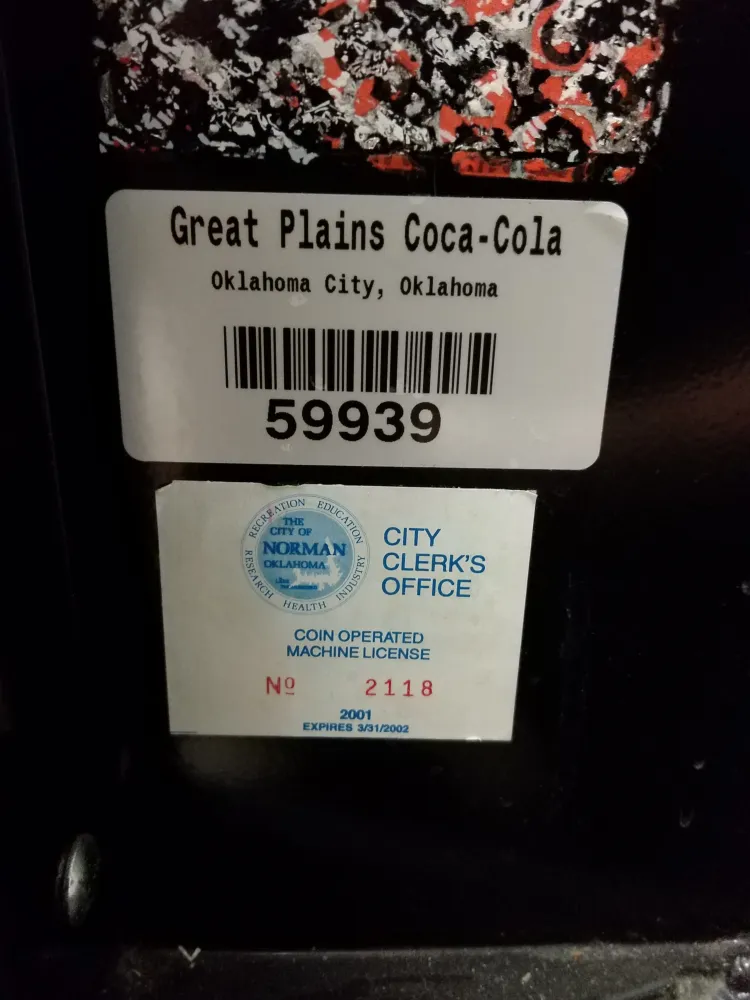 Great Plains Coca-Cola
Oklahoma City, Oklahoma
59939
RECREATION EDUCATION
INDUSTRY
HEALTH
RESEARCH
THE
CITY OF
NORMAN
OKLAHOMA
CITY
CLERK'S
OFFICE
COIN OPERATED
MACHINE LICENSE
Nº 2118
2001
EXPIRES 3/31/2002